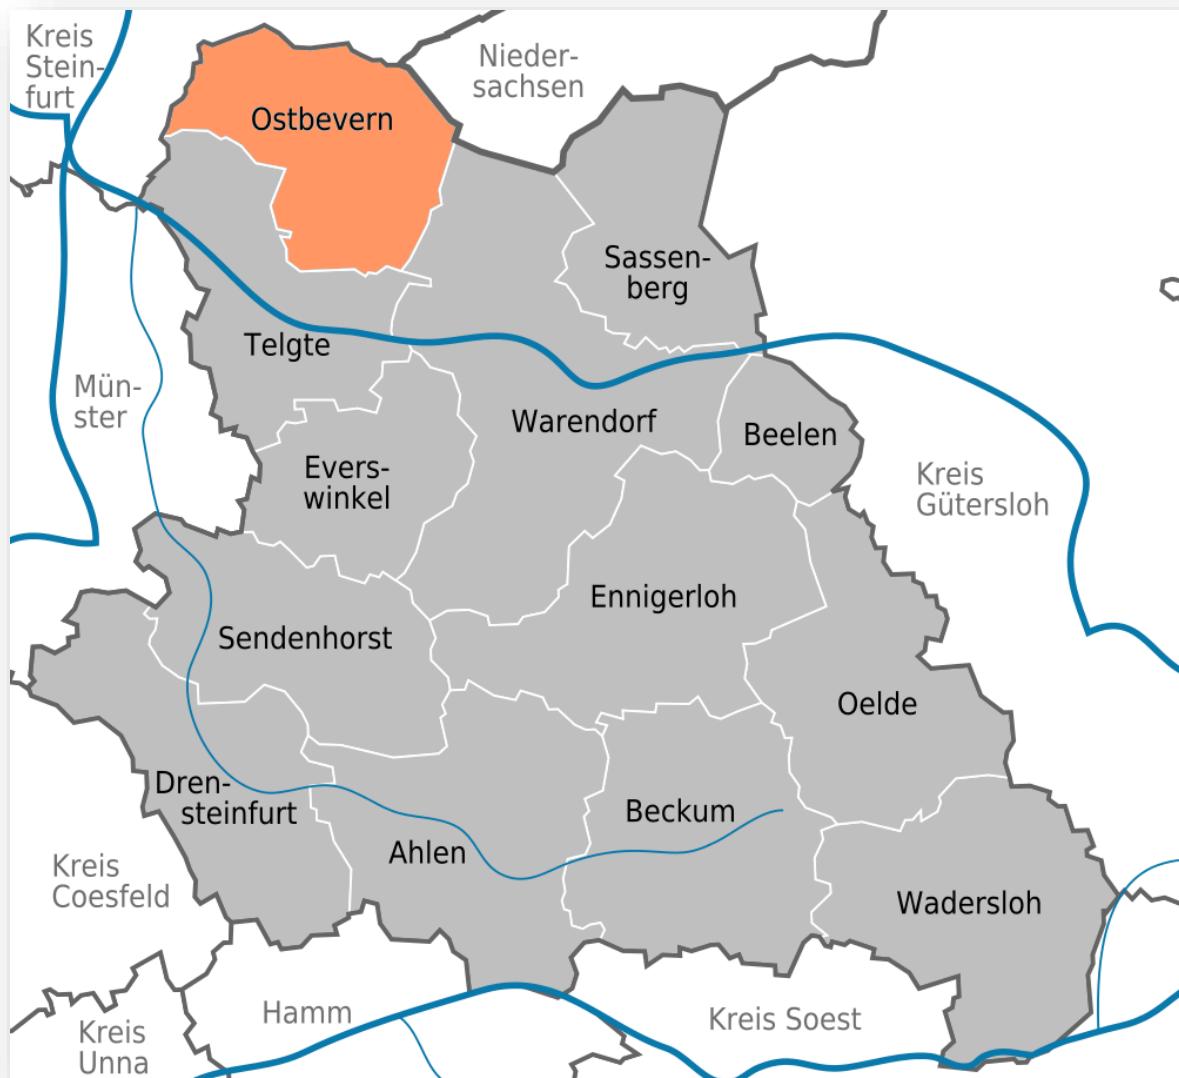 Kreis
Stein-
furt
Nieder-
sachsen
Ostbevern
Sassen-
berg
Telgte
Mün-
ster
Warendorf
Beelen
Evers-
winkel
Kreis
Gütersloh
Ennigerloh
Sendenhorst
Oelde
Dren-
steinfurt
Beckum
Ahlen
Kreis
Coesfeld
Wadersloh
Hamm
Kreis Soest
Kreis
Unna